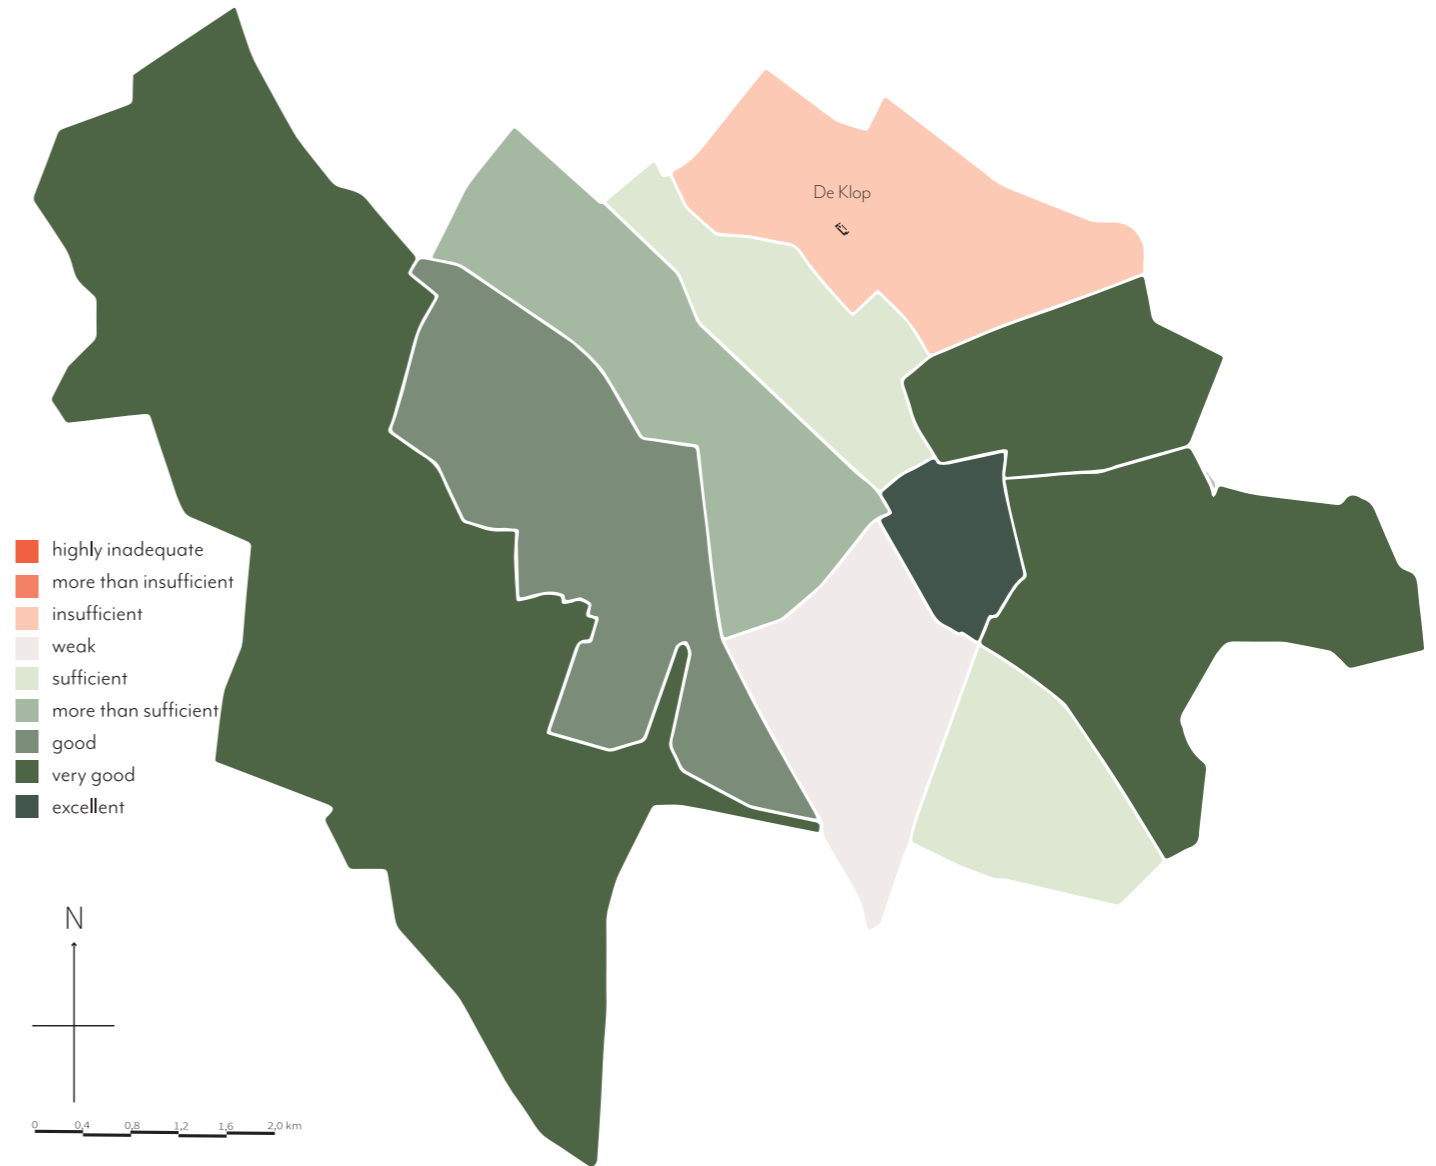 De Klop
highly inadequate
more than insufficient
insufficient
weak
sufficient
more than sufficient
good
very good
excellent
N
0 0,4 0,8 1,2 1,6 2,0 km